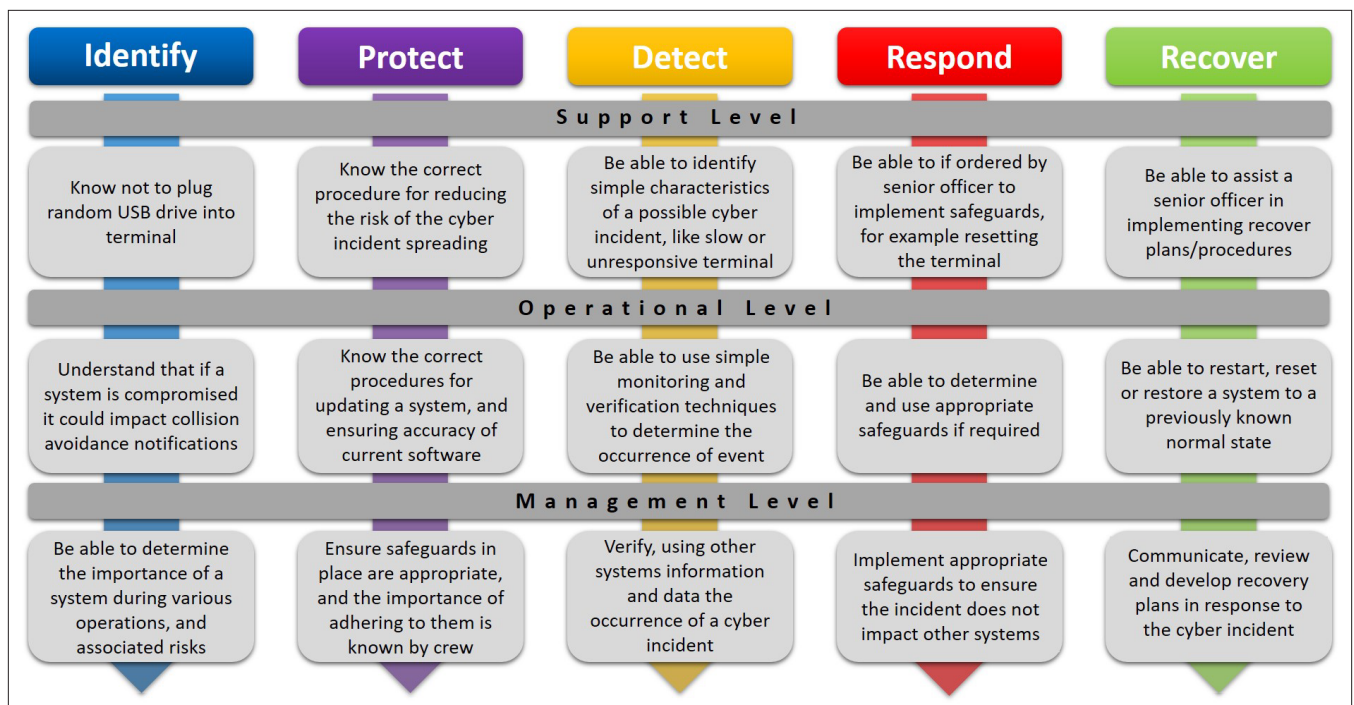 Identify
Protect
Detect
Respond
Recover
Support Level
Know not to plug
random USB drive into
terminal
Know the correct
procedure for reducing
the risk of the cyber
incident spreading
Be able to identify
simple characteristics
of a possible cyber
incident, like slow or
unresponsive terminal
Be able to if ordered by
senior officer to
implement safeguards,
for example resetting
the terminal
Be able to assist a
senior officer in
implementing recover
plans/procedures
Operational Level
Understand that if a
system is compromised
it could impact collision
avoidance notifications
Know the correct
procedures for
updating a system, and
ensuring accuracy of
current software
Be able to use simple
monitoring and
verification techniques
to determine the
occurrence of event
Be able to determine
and use appropriate
safeguards if required
Be able to restart, reset
or restore a system to a
previously known
normal state
Management Level
Be able to determine
the importance of a
system during various
operations, and
associated risks
Ensure safeguards in
place are appropriate,
and the importance of
adhering to them is
known by crew
Verify, using other
systems information
and data the
occurrence of a cyber
incident
Implement appropriate
safeguards to ensure
the incident does not
impact other systems
Communicate, review
and develop recovery
plans in response to
the cyber incident